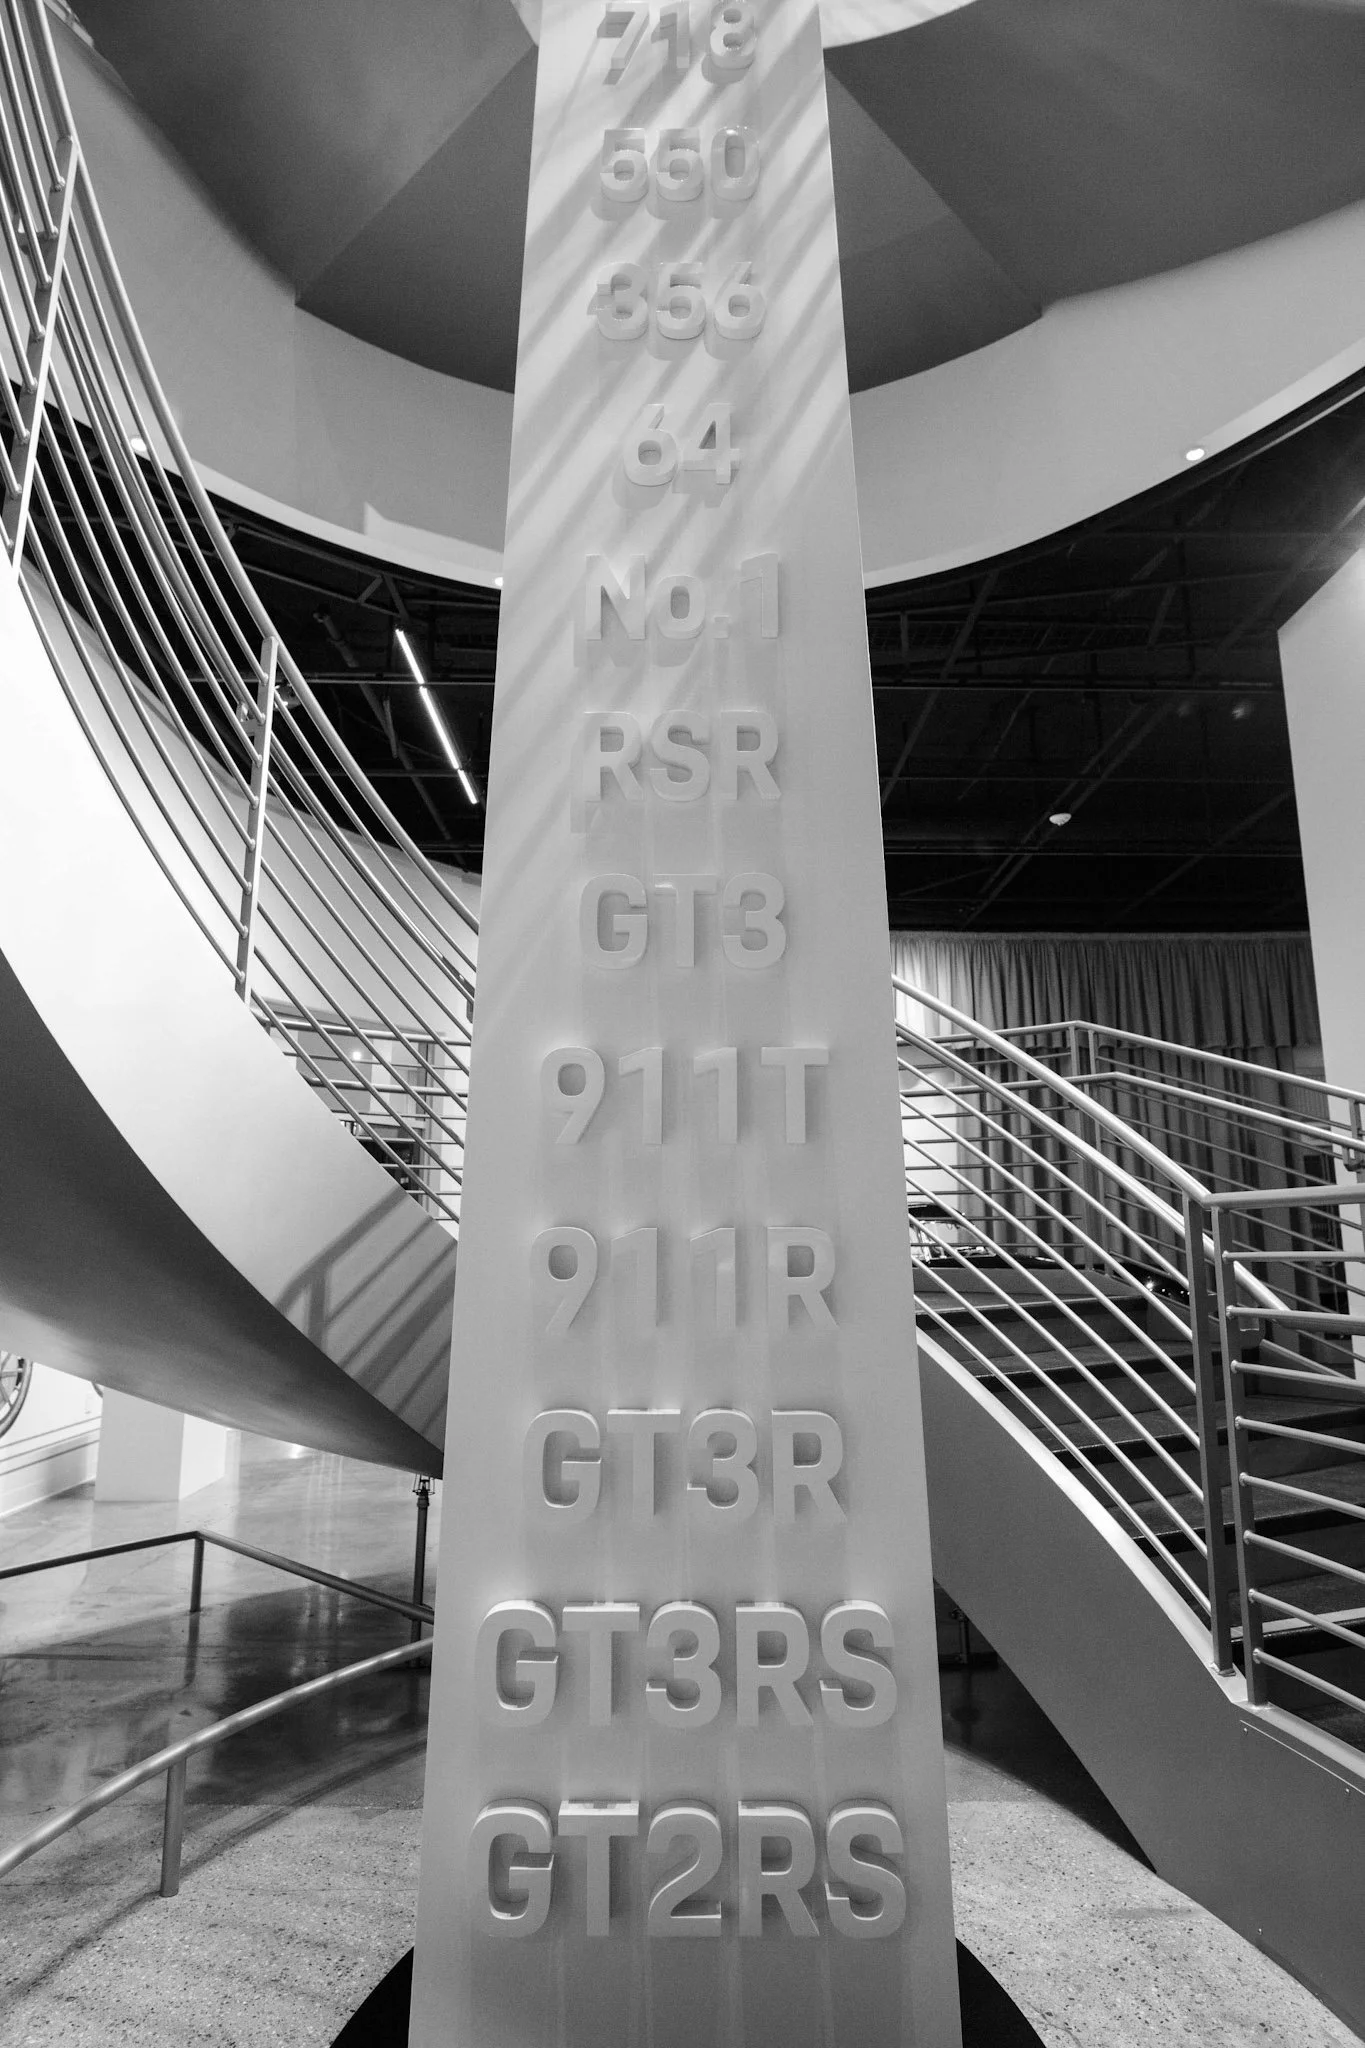 718
550
356
64
No.1
RSR
GT3
911T
911R
GT3R
GT3RS
GT2RS